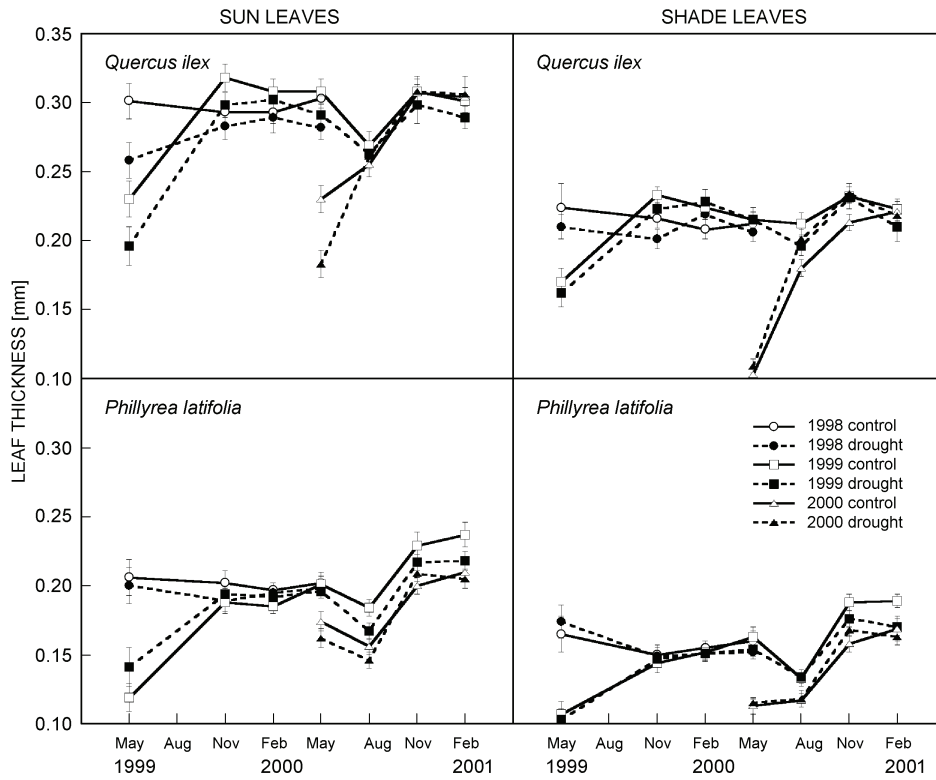 SUN LEAVES
SHADE LEAVES
LEAF THICKNESS [mm]
0.35
0.30
0.25
0.20
0.15
0.10
Quercus ilex
Quercus ilex
0.30
0.25
0.20
0.15
0.10
Phillyrea latifolia
Phillyrea latifolia
1998 control
1998 drought
1999 control
1999 drought
2000 control
2000 drought
May Aug Nov Feb May Aug Nov Feb
1999 2000 2001
May Aug Nov Feb May Aug Nov Feb
1999 2000 2001